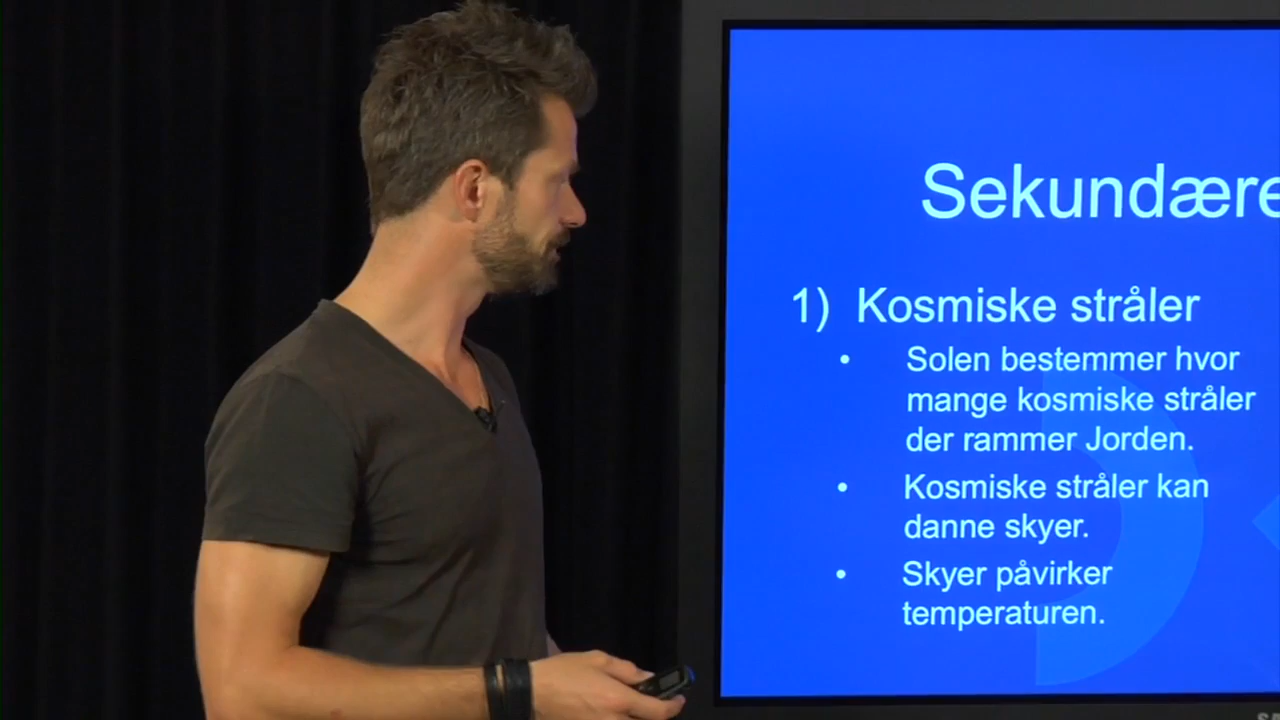 Sekundære
1) Kosmiske stråler
• Solen bestemmer hvor
mange kosmiske stråler
der rammer Jorden.
• Kosmiske stråler kan
danne skyer.
• Skyer påvirker
temperaturen.